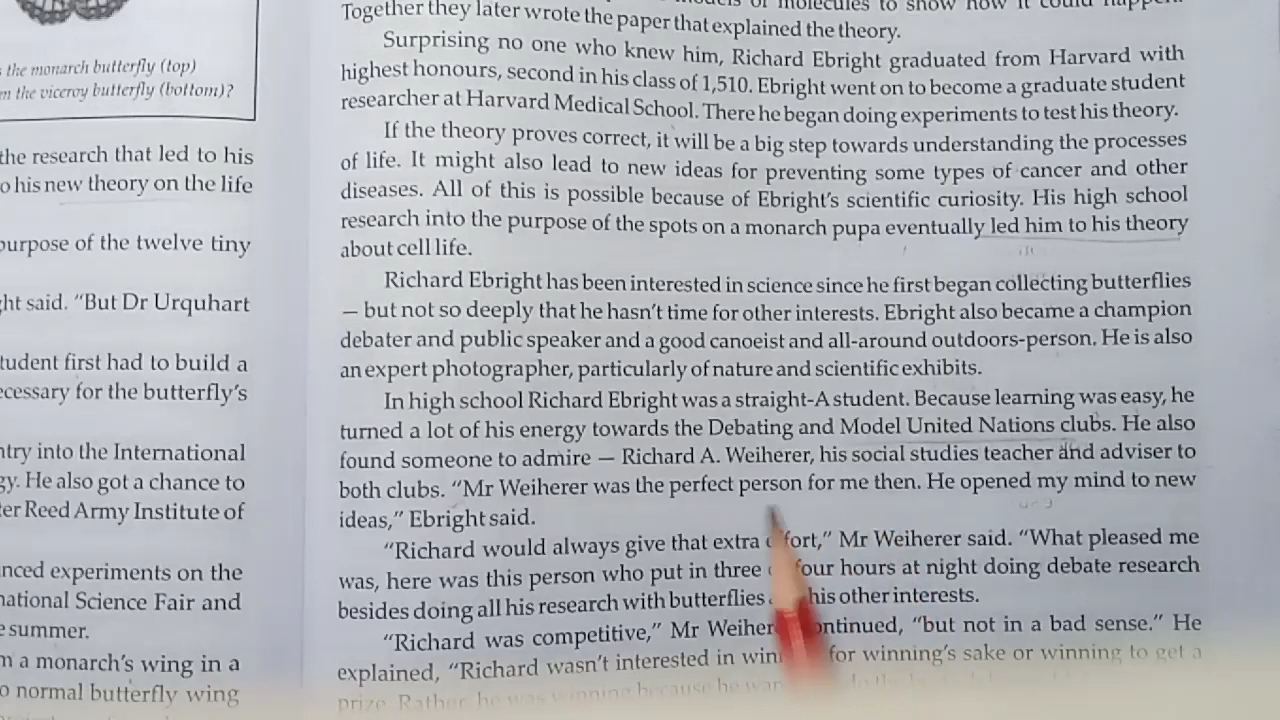 the monarch butterfly (top)
the viceroy butterfly (bottom)?
the research that led to his
his new theory on the life
purpose of the twelve tiny
said. "But Dr Urquhart
student first had to build a
for the butterfly's
into the International
He also got a chance to
Reed Army Institute of
experiments on the
Science Fair and
summer.
a monarch's wing in a
normal butterfly wing
of molecules to show how it could happen.
Together they later wrote the paper that explained the theory.
Surprising no one who knew him, Richard Ebright graduated from Harvard with
highest honours, second in his class of 1,510. Ebright went on to become a graduate student
researcher at Harvard Medical School. There he began doing experiments to test his theory.
If the theory proves correct, it will be a big step towards understanding the processes
of life. It might also lead to new ideas for preventing some types of cancer and other
diseases. All of this is possible because of Ebright's scientific curiosity. His high school
research into the purpose of the spots on a monarch pupa eventually led him to his theory
about cell life.
Richard Ebright has been interested in science since he first began collecting butterflies
— but not so deeply that he hasn't time for other interests. Ebright also became a champion
debater and public speaker and a good canoeist and all-around outdoors-person. He is also
an expert photographer, particularly of nature and scientific exhibits.
In high school Richard Ebright was a straight-A student. Because learning was easy, he
turned a lot of his energy towards the Debating and Model United Nations clubs. He also
found someone to admire — Richard A. Weiherer, his social studies teacher and adviser to
both clubs. "Mr Weiherer was the perfect person for me then. He opened my mind to new
ideas," Ebright said.
"Richard would always give that extra effort," Mr Weiherer said. "What pleased me
was, here was this person who put in three four hours at night doing debate research
besides doing all his research with butterflies his other interests.
"Richard was competitive," Mr Weiherer continued, "but not in a bad sense." He
explained, "Richard wasn't interested in for winning's sake or winning to get a
prize. Rather, he was winning because he